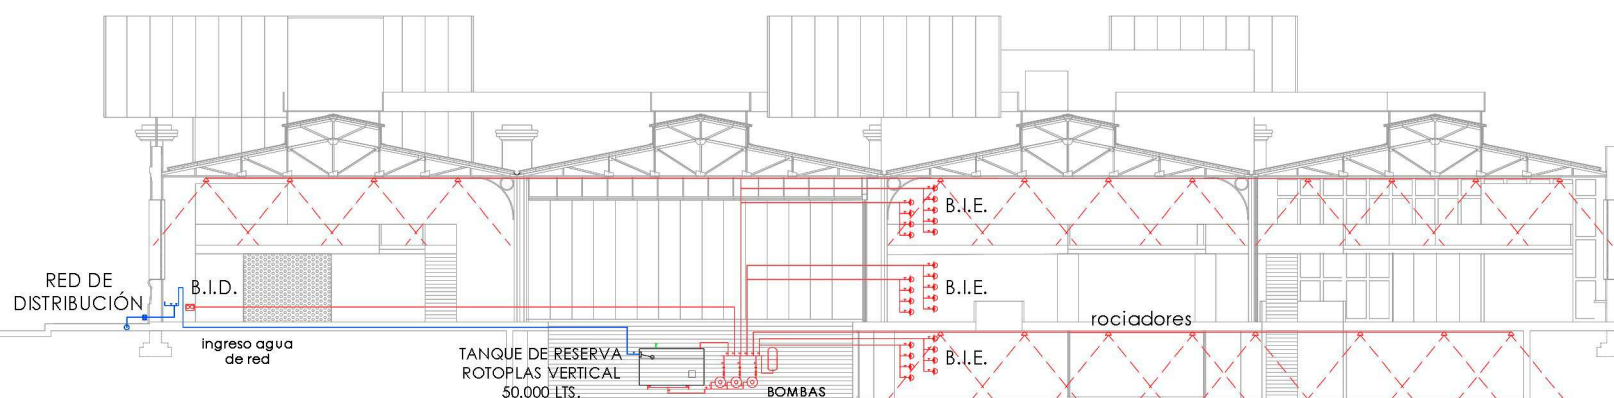 B.I.E.
RED DE
DISTRIBUCIÓN
B.I.D.
B.I.E.
rociadores
ingreso agua
de red
TANQUE DE RESERVA
ROTOPLAS VERTICAL
50.000 LTS.
B.I.E.
BOMBAS